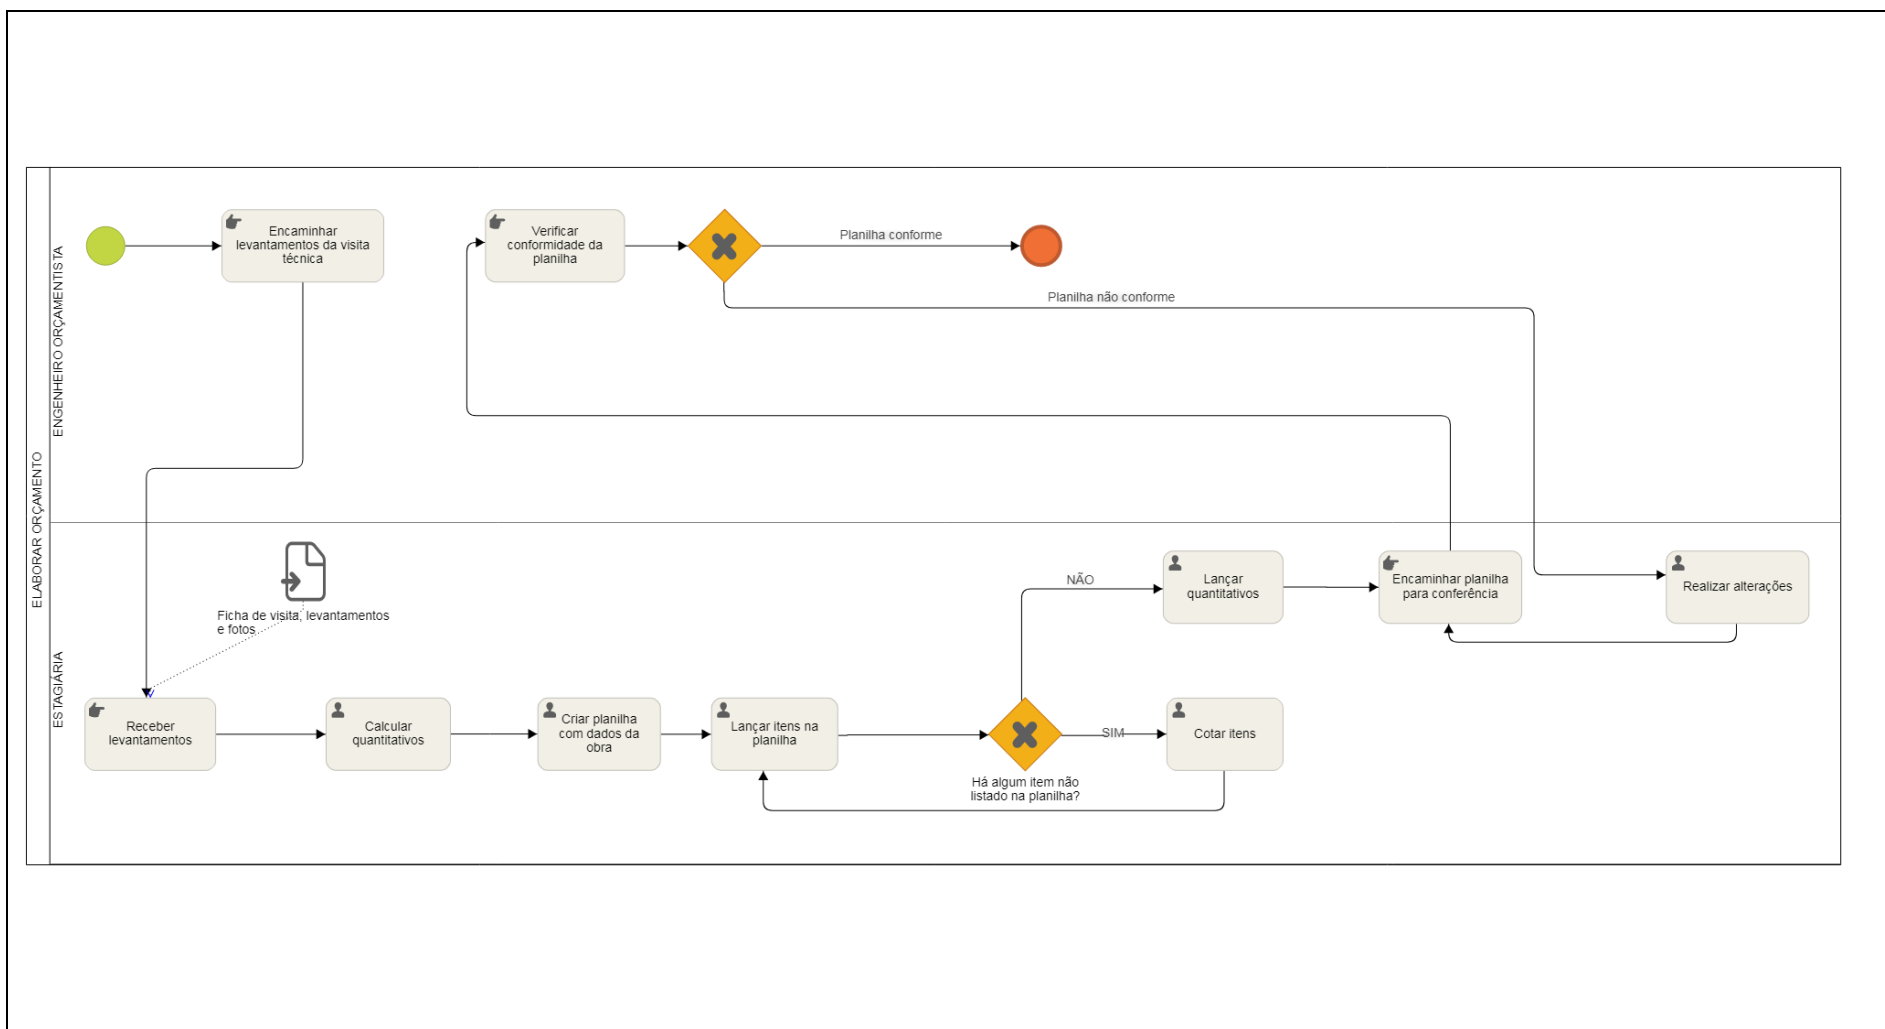 ELABORAR ORÇAMENTO
ENGENHEIRO ORÇAMENTISTA
Encaminhar
levantamentos da visita
técnica
Verificar
conformidade da
planilha
Planilha conforme
Planilha não conforme
ESTAGIÁRIA
Ficha de visita, levantamentos
e fotos
Receber
levantamentos
Calcular
quantitativos
Criar planilha
com dados da
obra
Lançar itens na
planilha
Há algum item não
listado na planilha?
NÃO
SIM
Lançar
quantitativos
Cotar itens
Encaminhar planilha
para conferência
Realizar alterações